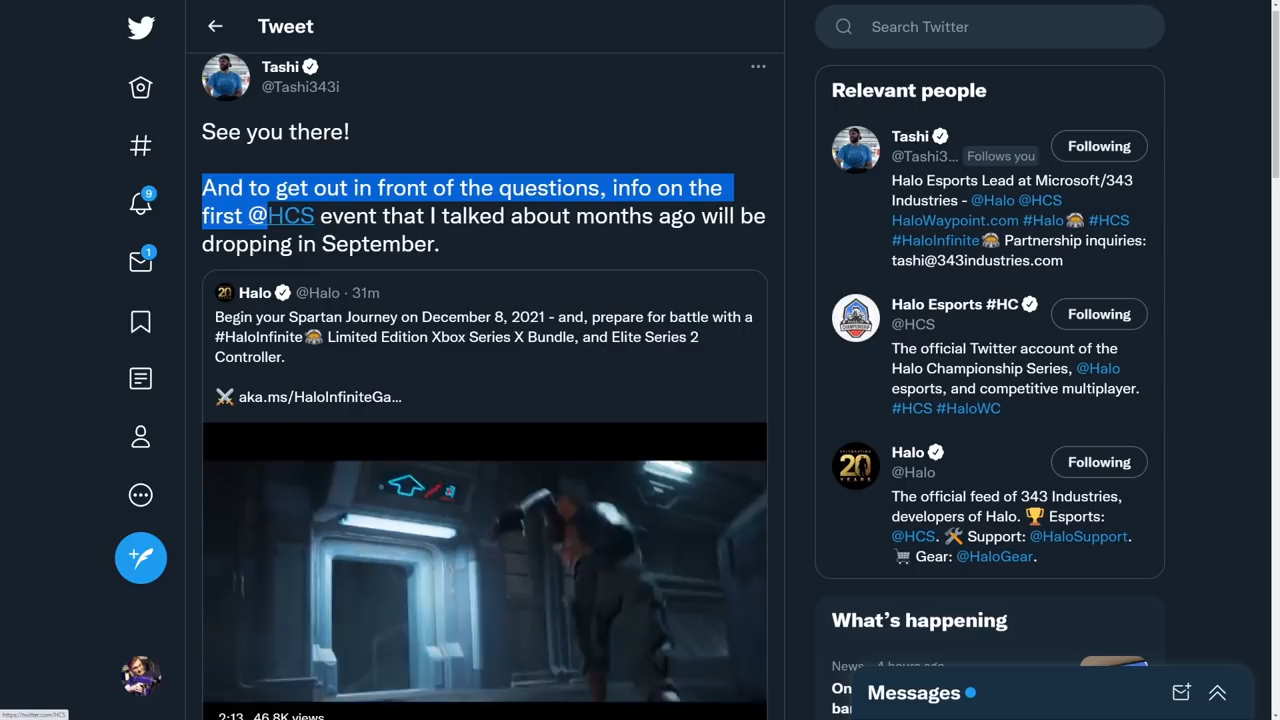 Tweet
Tashi
@Tashi343i
See you there!
And to get out in front of the questions, info on the
first @HCS event that I talked about months ago will be
dropping in September.
Halo @Halo · 31m
Begin your Spartan Journey on December 8, 2021 - and, prepare for battle with a
#HaloInfinite Limited Edition Xbox Series X Bundle, and Elite Series 2
Controller.
⚔️ aka.ms/HaloInfiniteGa...
2:13 46.8K views
9
1
https://twitter.com/HCS
Search Twitter
Relevant people
Tashi
@Tashi3... Follows you
Following
Halo Esports Lead at Microsoft/343
Industries - @Halo @HCS
HaloWaypoint.com #Halo #HCS
#HaloInfinite Partnership inquiries:
tashi@343industries.com
Halo Esports #HC
@HCS
Following
The official Twitter account of the
Halo Championship Series, @Halo
esports, and competitive multiplayer.
#HCS #HaloWC
Halo
@Halo
Following
The official feed of 343 Industries,
developers of Halo. 🏆 Esports:
@HCS. 🛠️ Support: @HaloSupport.
🛒 Gear: @HaloGear.
What's happening
News · 4 hours ago
Messages